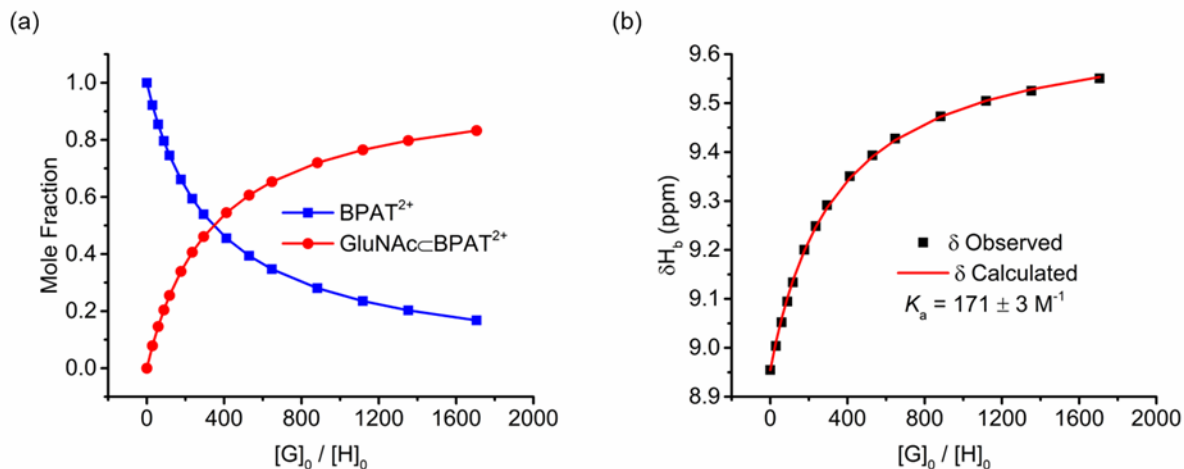 (a)
1.0
0.8
0.6
0.4
0.2
0.0
Mole Fraction
BPAT²⁺
GluNAc⊂BPAT²⁺
0 400 800 1200 1600 2000
[G]₀ / [H]₀
(b)
9.6
9.5
9.4
9.3
9.2
9.1
9.0
8.9
δH_b (ppm)
δ Observed
δ Calculated
Kₐ = 171 ± 3 M⁻¹
0 400 800 1200 1600 2000
[G]₀ / [H]₀